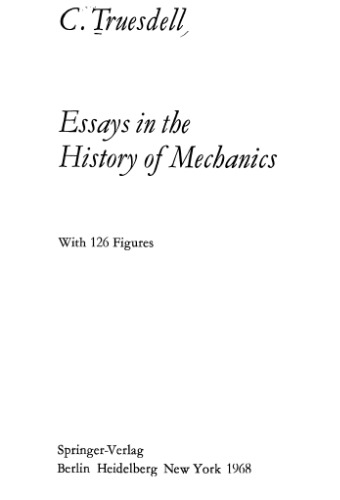 C. Truesdell
Essays in the
History of Mechanics
With 126 Figures
Springer-Verlag
Berlin Heidelberg New York 1968